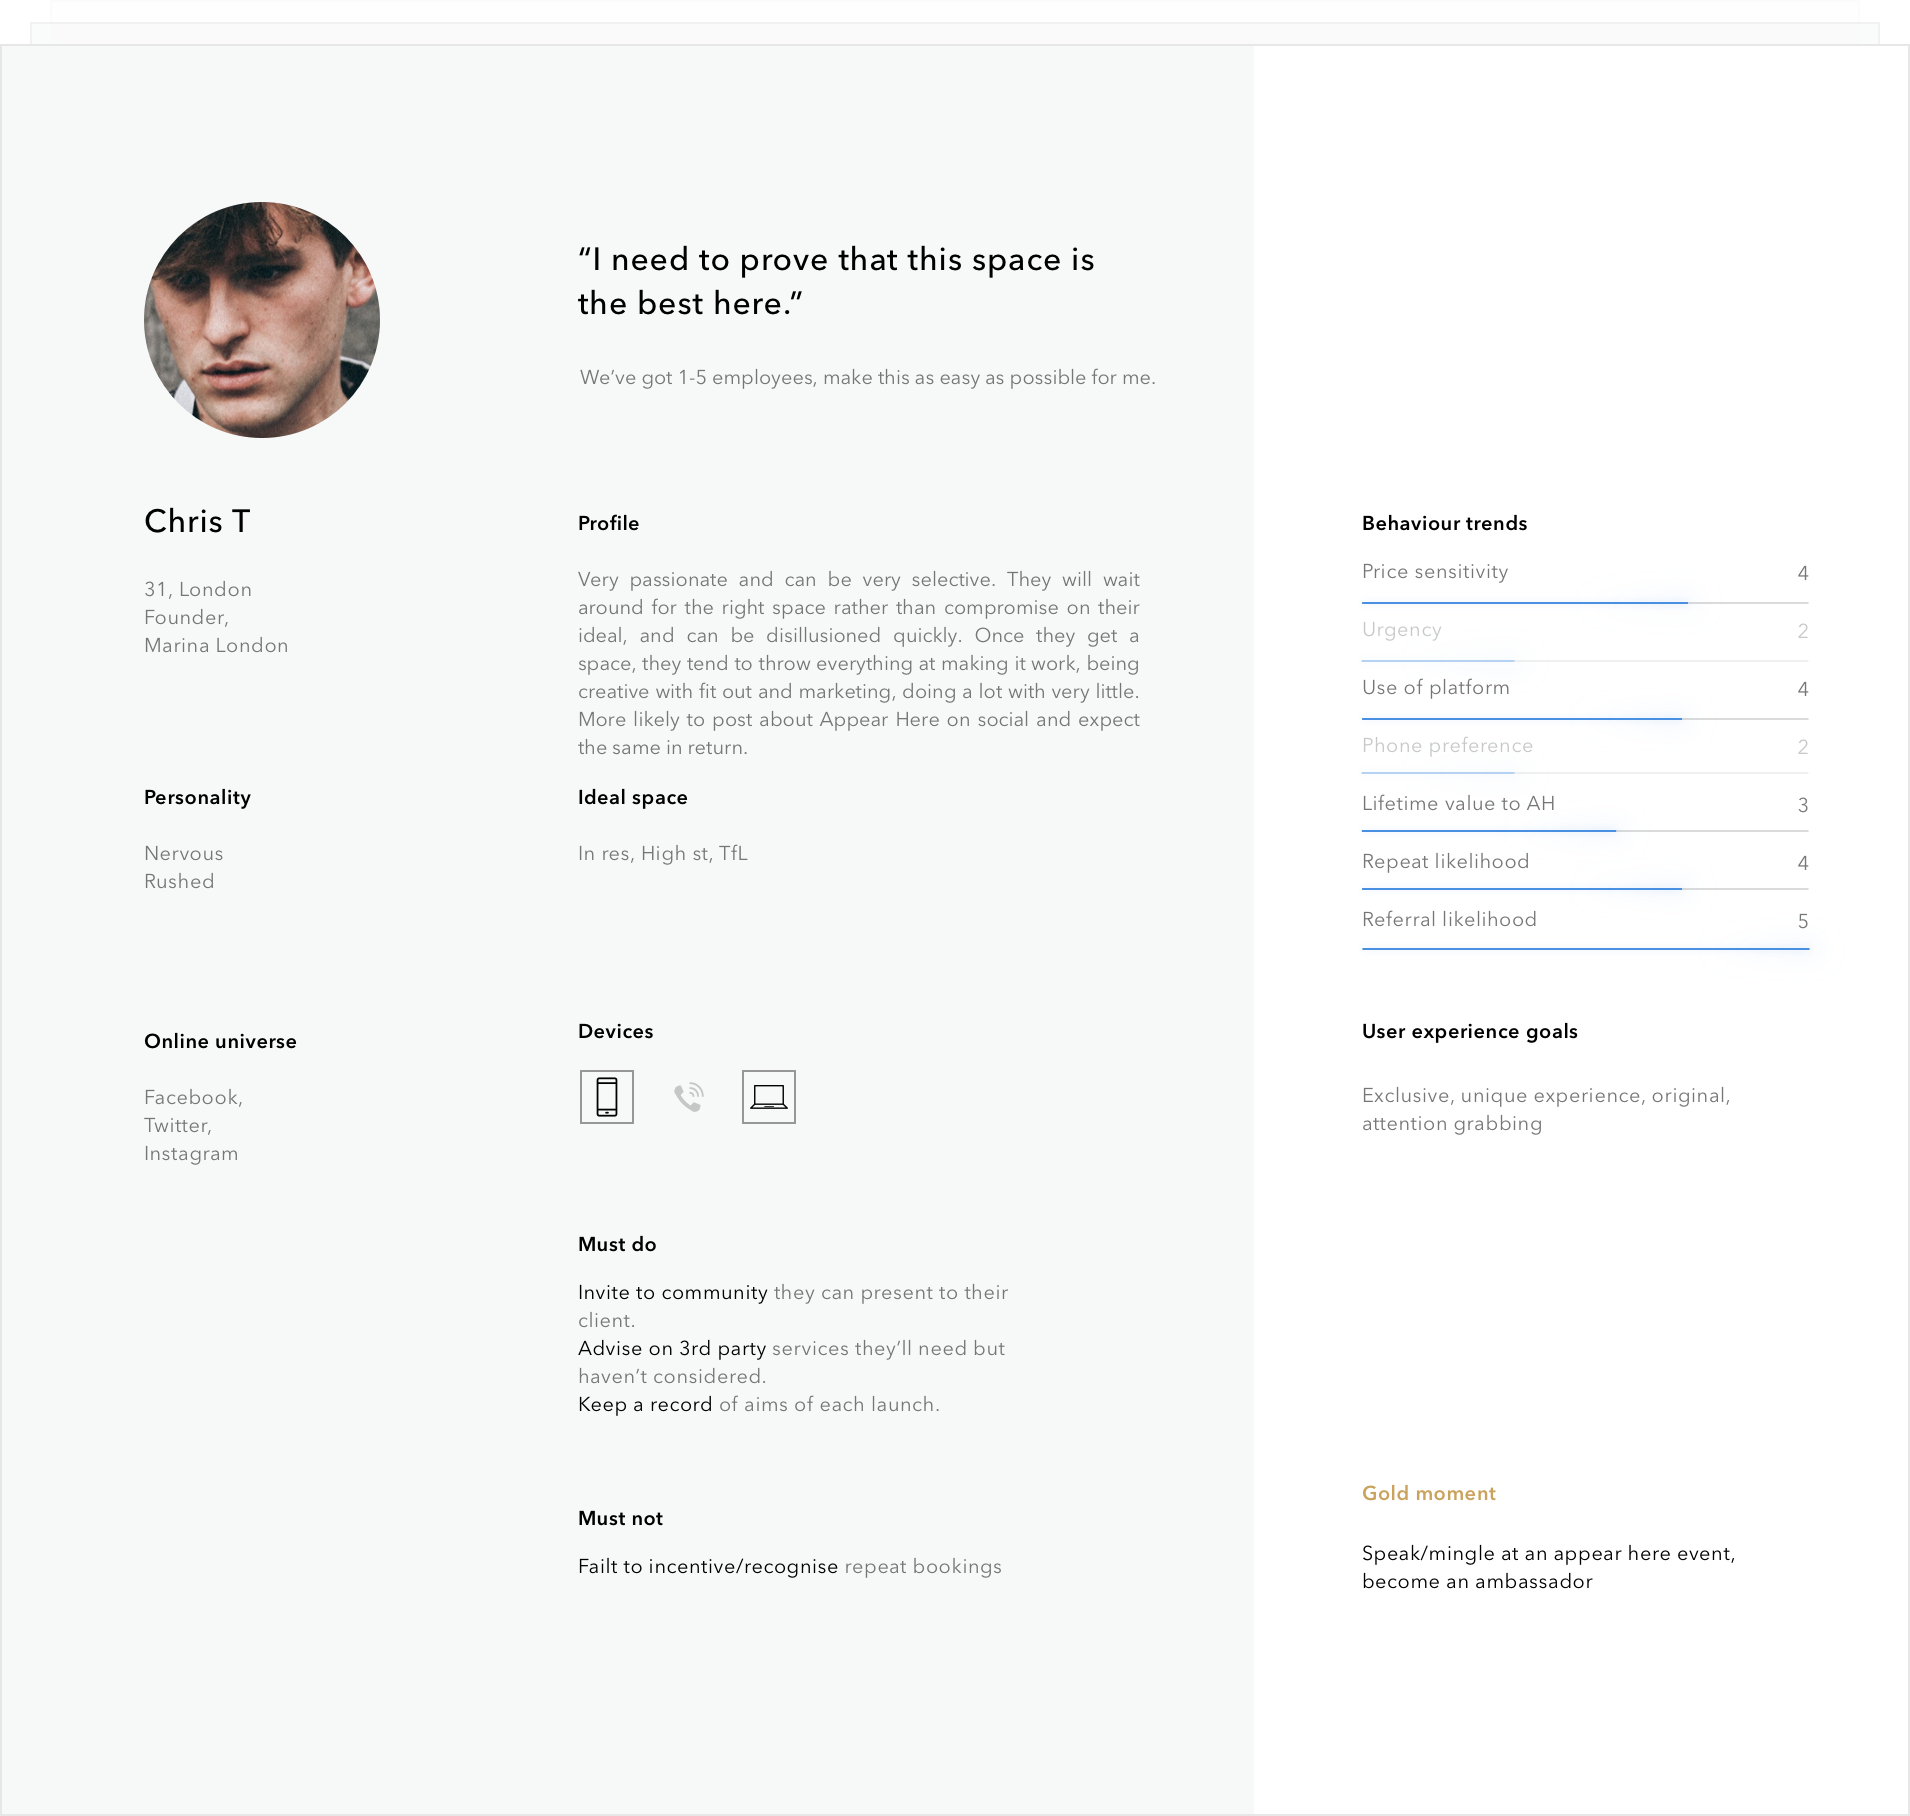 “I need to prove that this space is
the best here.”
We’ve got 1-5 employees, make this as easy as possible for me.
Chris T
31, London
Founder,
Marina London
Profile
Very passionate and can be very selective. They will wait
around for the right space rather than compromise on their
ideal, and can be disillusioned quickly. Once they get a
space, they tend to throw everything at making it work, being
creative with fit out and marketing, doing a lot with very little.
More likely to post about Appear Here on social and expect
the same in return.
Behaviour trends
Price sensitivity 4
Urgency 2
Use of platform 4
Phone preference 2
Lifetime value to AH 3
Repeat likelihood 4
Referral likelihood 5
Personality
Nervous
Rushed
Ideal space
In res, High st, TfL
Online universe
Facebook,
Twitter,
Instagram
Devices
User experience goals
Exclusive, unique experience, original,
attention grabbing
Must do
Invite to community they can present to their
client.
Advise on 3rd party services they’ll need but
haven’t considered.
Keep a record of aims of each launch.
Must not
Failt to incentive/recognise repeat bookings
Gold moment
Speak/mingle at an appear here event,
become an ambassador